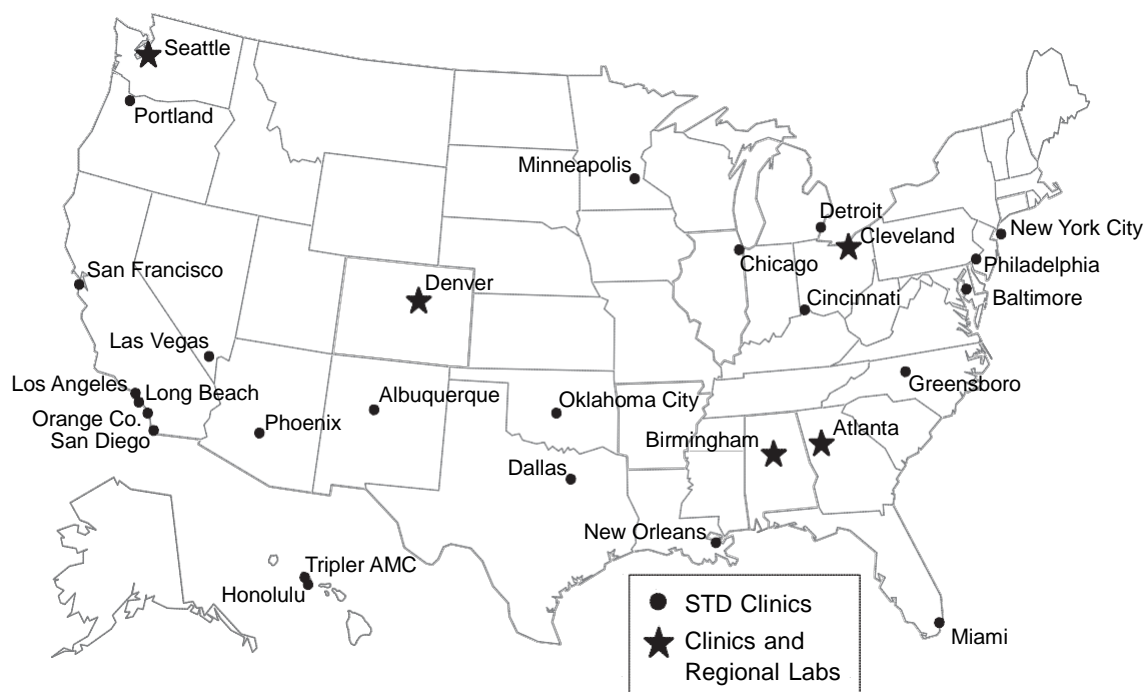 Seattle
Portland
Minneapolis
Detroit
New York City
Cleveland
Chicago
Philadelphia
San Francisco
Denver
Baltimore
Cincinnati
Las Vegas
Los Angeles
Long Beach
Albuquerque
Oklahoma City
Greensboro
Orange Co.
San Diego
Phoenix
Birmingham
Atlanta
Dallas
New Orleans
Tripler AMC
Honolulu
STD Clinics
Clinics and
Regional Labs
Miami